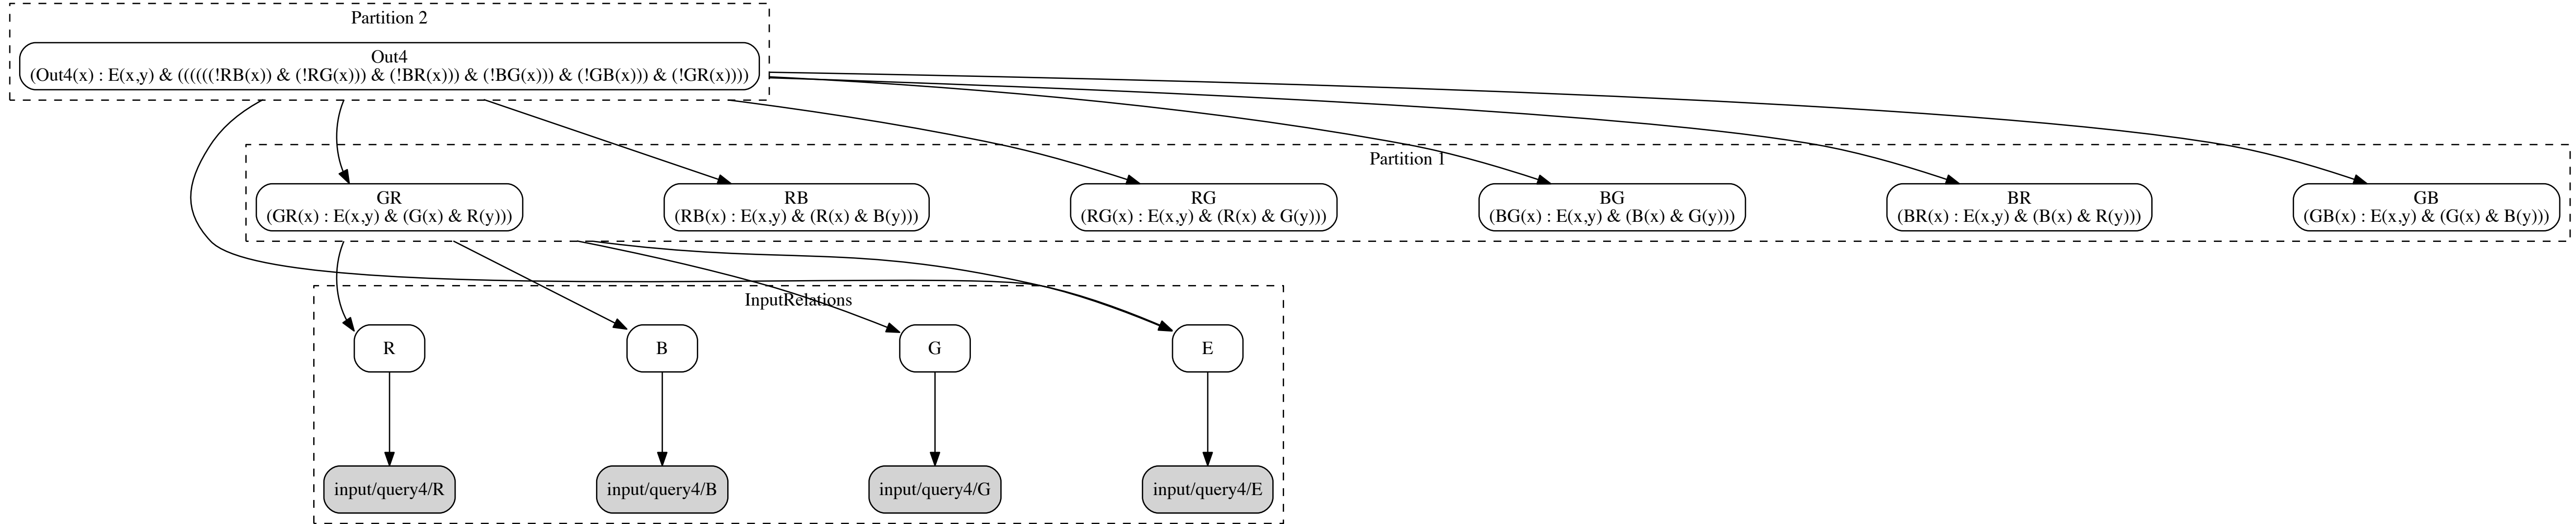 Partition 2
Out4
(Out4(x) : E(x,y) & ((((((!RB(x)) & (!RG(x))) & (!BR(x))) & (!BG(x))) & (!GB(x))) & (!GR(x))))
Partition 1
GR
(GR(x) : E(x,y) & (G(x) & R(y)))
RB
(RB(x) : E(x,y) & (R(x) & B(y)))
RG
(RG(x) : E(x,y) & (R(x) & G(y)))
BG
(BG(x) : E(x,y) & (B(x) & G(y)))
BR
(BR(x) : E(x,y) & (B(x) & R(y)))
GB
(GB(x) : E(x,y) & (G(x) & B(y)))
InputRelations
R
B
G
E
input/query4/R
input/query4/B
input/query4/G
input/query4/E